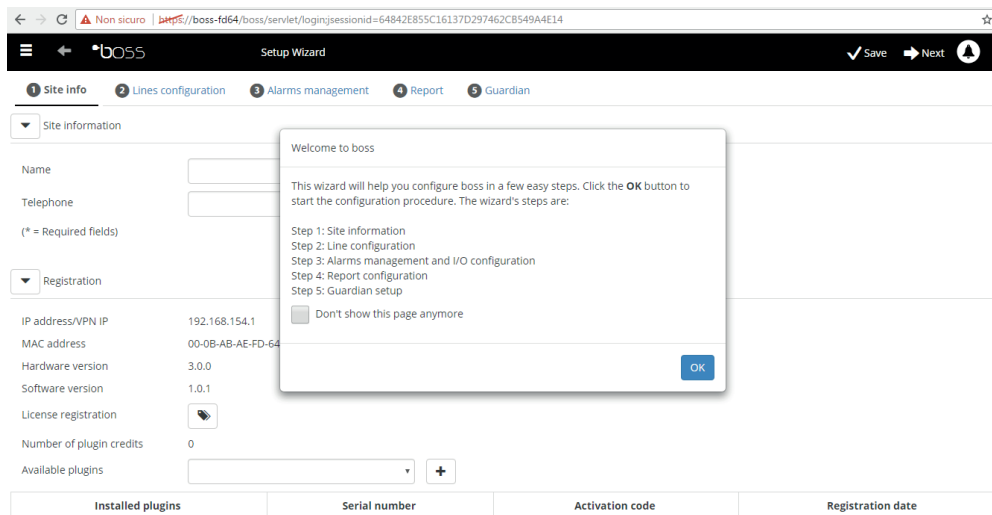 Non sicuro | https://boss-fd64/boss/servlet/login;jsessionid=64842E855C16137D297462CB549A4E14
boss Setup Wizard Save Next
1 Site info 2 Lines configuration 3 Alarms management 4 Report 5 Guardian
Site information
Name
Telephone
(* = Required fields)
Registration
IP address/VPN IP 192.168.154.1
MAC address 00-0B-AB-AE-FD-64
Hardware version 3.0.0
Software version 1.0.1
License registration
Number of plugin credits 0
Available plugins
Installed plugins Serial number Activation code Registration date
Welcome to boss
This wizard will help you configure boss in a few easy steps. Click the OK button to
start the configuration procedure. The wizard's steps are:
Step 1: Site information
Step 2: Line configuration
Step 3: Alarms management and I/O configuration
Step 4: Report configuration
Step 5: Guardian setup
Don't show this page anymore
OK